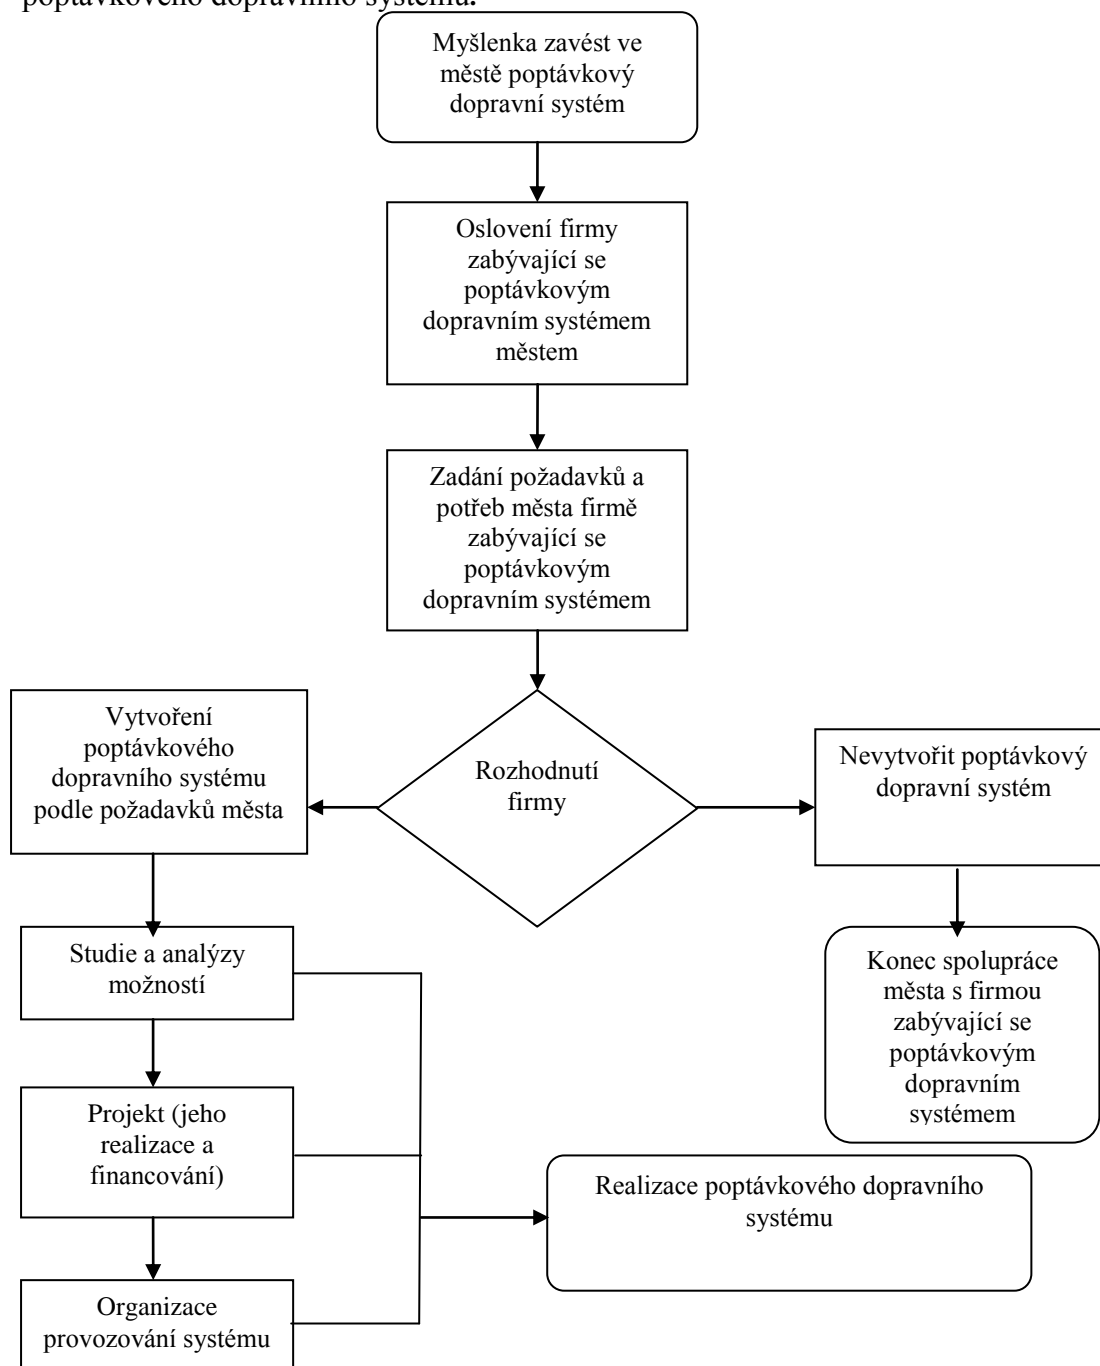 poptávkového dopravního systému.
Myšlenka zavést ve
městě poptávkový
dopravní systém
Oslovení firmy
zabývající se
poptávkovým
dopravním systémem
městem
Zadání požadavků a
potřeb města firmě
zabývající se
poptávkovým
dopravním systémem
Rozhodnutí
firmy
Vytvoření
poptávkového
dopravního systému
podle požadavků města
Nevytvořit poptávkový
dopravní systém
Studie a analýzy
možností
Konec spolupráce
města s firmou
zabývající se
poptávkovým
dopravním
systémem
Projekt (jeho
realizace a
financování)
Realizace poptávkového dopravního
systému
Organizace
provozování systému